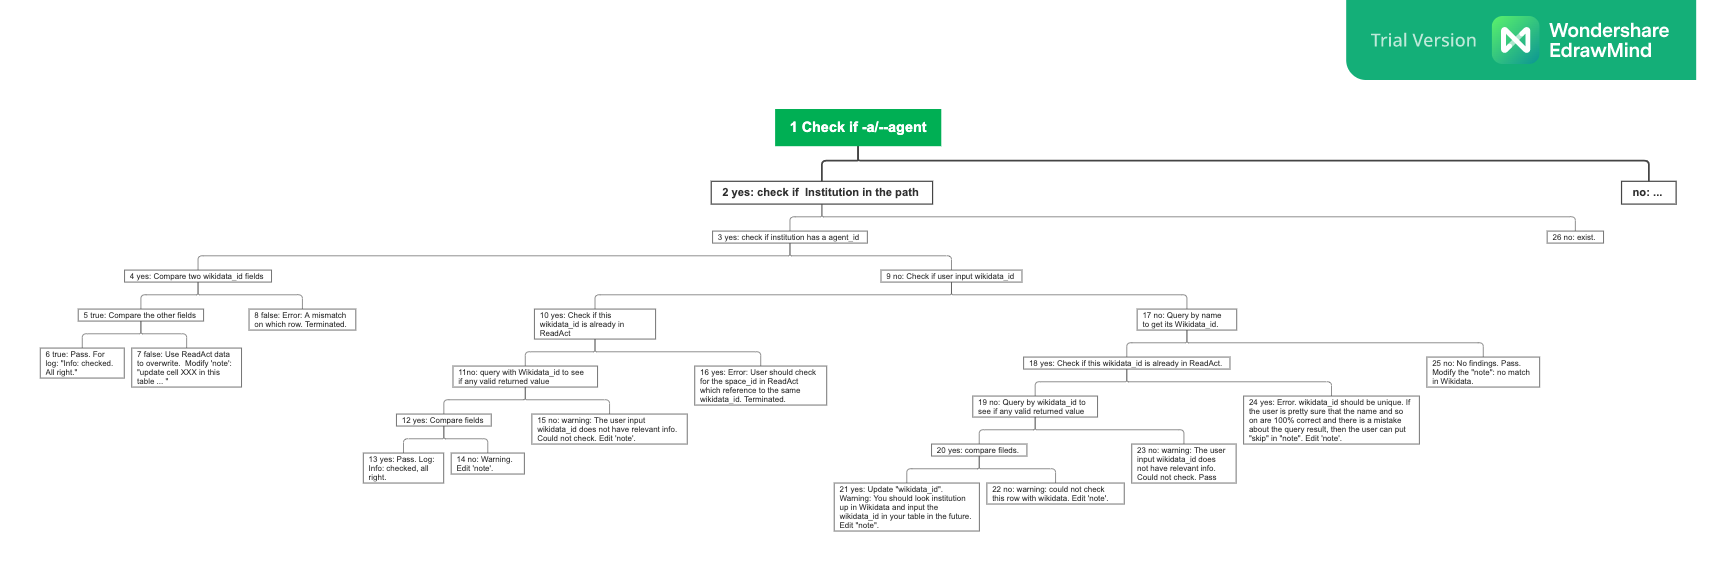 Trial Version
Wondershare
EdrawMind
1 Check if -a/--agent
2 yes: check if  Institution in the path
no: ...
3 yes: check if institution has a agent_id
26 no: exist.
4 yes: Compare two wikidata_id fields
9 no: Check if user input wikidata_id
5 true: Compare the other fields
8 false: Error: A mismatch
on which row. Terminated.
10 yes: Check if this
wikidata_id is already in
ReadAct
17 no: Query by name
to get its Wikidata_id.
6 true: Pass. For
log: "Info: checked.
All right."
7 false: Use ReadAct data
to overwrite.  Modify 'note':
"update cell XXX in this
table ... "
11no: query with Wikidata_id to see
if any valid returned value
16 yes: Error: User should check
for the space_id in ReadAct
which reference to the same
wikidata_id. Terminated.
18 yes: Check if this wikidata_id is already in ReadAct.
25 no: No findings. Pass.
Modify the "note": no match
in Wikidata.
12 yes: Compare fields
15 no: warning: The user input
wikidata_id does not have relevant info.
Could not check. Edit 'note'.
19 no: Query by wikidata_id to
see if any valid returned value
24 yes: Error. wikidata_id should be unique. If
the user is pretty sure that the name and so
on are 100% correct and there is a mistake
about the query result, then the user can put
"skip" in "note". Edit 'note'.
13 yes: Pass. Log:
Info: checked, all
right.
14 no: Warning.
Edit 'note'.
20 yes: compare fileds.
23 no: warning: The user
input wikidata_id does
not have relevant info.
Could not check. Pass
21 yes: Update "wikidata_id".
Warning: You should look institution
up in Wikidata and input the
wikidata_id in your table in the future.
Edit "note".
22 no: warning: could not check
this row with wikidata. Edit 'note'.